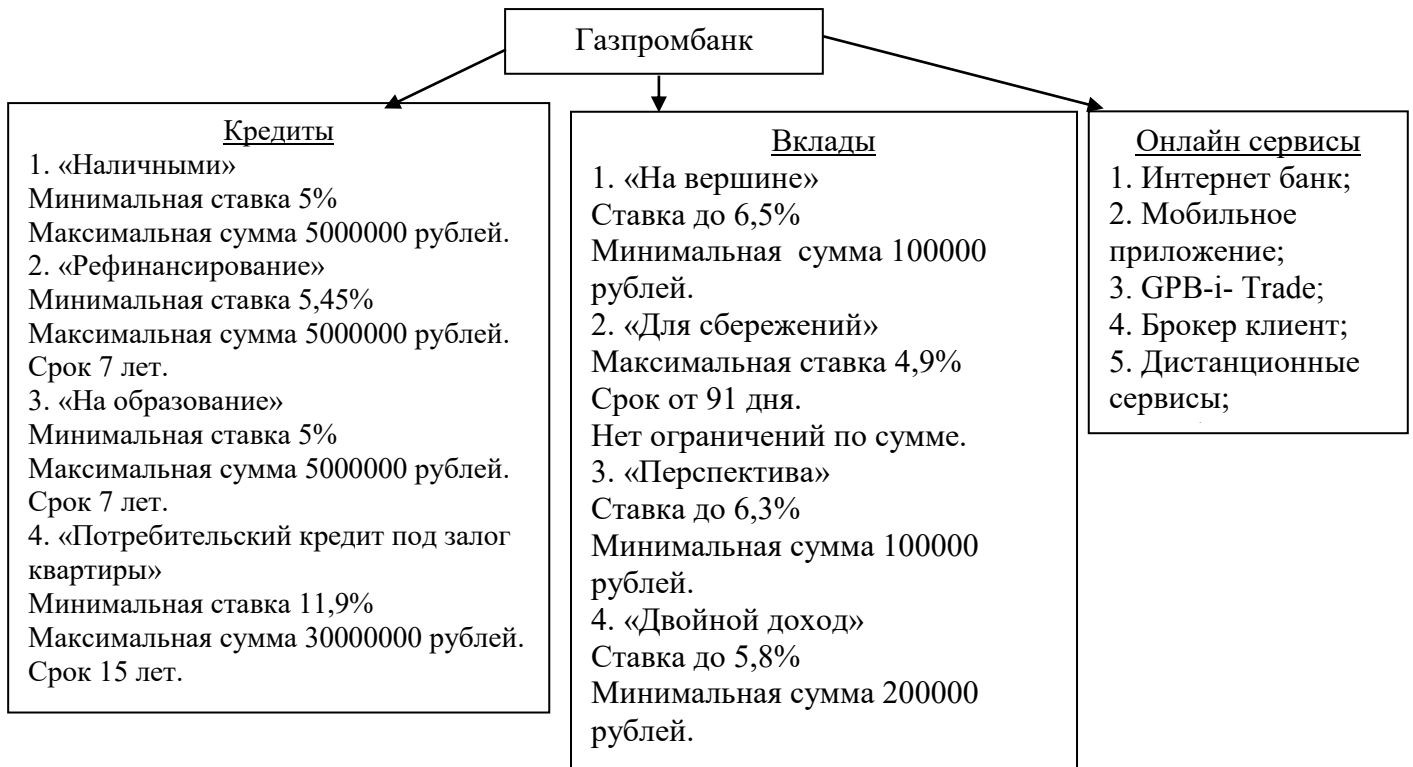 Газпромбанк
Кредиты
1. «Наличными»
Минимальная ставка 5%
Максимальная сумма 5000000 рублей.
2. «Рефинансирование»
Минимальная ставка 5,45%
Максимальная сумма 5000000 рублей.
Срок 7 лет.
3. «На образование»
Минимальная ставка 5%
Максимальная сумма 5000000 рублей.
Срок 7 лет.
4. «Потребительский кредит под залог
квартиры»
Минимальная ставка 11,9%
Максимальная сумма 30000000 рублей.
Срок 15 лет.
Вклады
1. «На вершине»
Ставка до 6,5%
Минимальная сумма 100000
рублей.
2. «Для сбережений»
Максимальная ставка 4,9%
Срок от 91 дня.
Нет ограничений по сумме.
3. «Перспектива»
Ставка до 6,3%
Минимальная сумма 100000
рублей.
4. «Двойной доход»
Ставка до 5,8%
Минимальная сумма 200000
рублей.
Онлайн сервисы
1. Интернет банк;
2. Мобильное
приложение;
3. GPB-i- Trade;
4. Брокер клиент;
5. Дистанционные
сервисы;